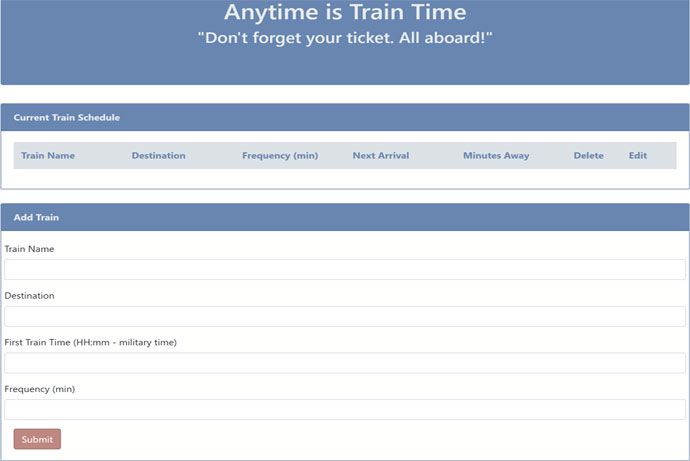 Anytime is Train Time
"Don't forget your ticket. All aboard!"
Current Train Schedule
Train Name Destination Frequency (min) Next Arrival Minutes Away Delete Edit
Add Train
Train Name
Destination
First Train Time (HH:mm - military time)
Frequency (min)
Submit